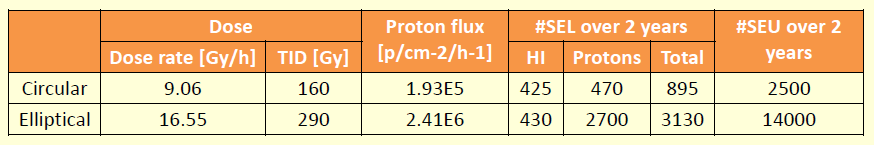 Dose Proton flux [p/cm-2/h-1] #SEL over 2 years #SEU over 2 years
Dose rate [Gy/h] TID [Gy] HI Protons Total
Circular 9.06 160 1.93E5 425 470 895 2500
Elliptical 16.55 290 2.41E6 430 2700 3130 14000